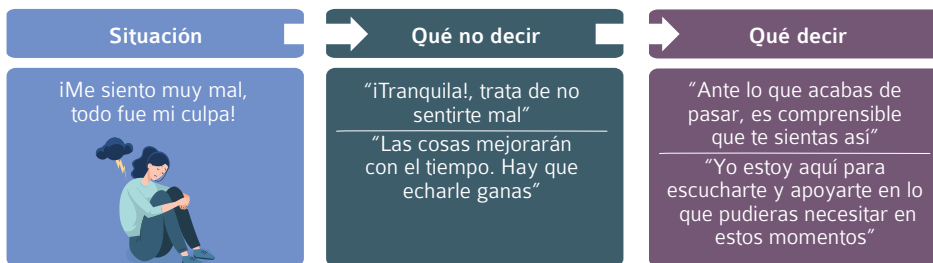 Situación
Qué no decir
Qué decir
¡Me siento muy mal,
todo fue mi culpa!
“¡Tranquila!, trata de no
sentirte mal”
“Las cosas mejorarán
con el tiempo. Hay que
echarle ganas”
“Ante lo que acabas de
pasar, es comprensible
que te sientas así”
“Yo estoy aquí para
escucharte y apoyarte en lo
que pudieras necesitar en
estos momentos”